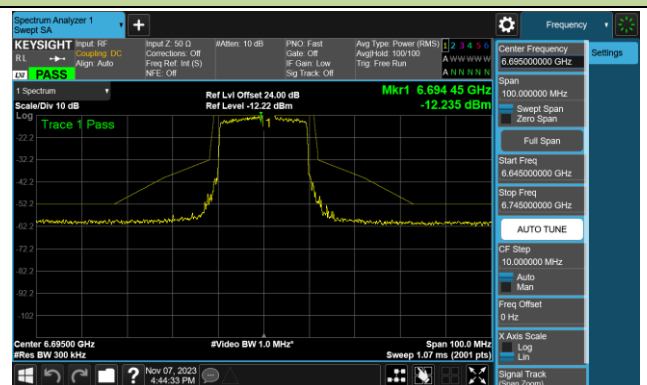 Spectrum Analyzer 1
Swept SA
Frequency
KEYSIGHT
RL
PASS
Input: RF
Coupling: DC
Align: Auto
Input Z: 50 Ω
Corrections: Off
Freq Ref: Int (S)
NFE: Off
#Atten: 10 dB
PNO: Fast
Gate: Off
IF Gain: Low
Sig Track: Off
Avg Type: Power (RMS)
Avg|Hold: 100/100
Trig: Free Run
1 2 3 4 5 6
A W W W W W
A N N N N N
1 Spectrum
Scale/Div 10 dB
Ref Lvl Offset 24.00 dB
Ref Level -12.22 dBm
Mkr1 6.694 45 GHz
-12.235 dBm
Log
Trace 1 Pass
1
-22.2
-32.2
-42.2
-52.2
-62.2
-72.2
-82.2
-92.2
-102
Center 6.69500 GHz
#Res BW 300 kHz
#Video BW 1.0 MHz*
Span 100.0 MHz
Sweep 1.07 ms (2001 pts)
Nov 07, 2023
4:44:33 PM
Settings
Center Frequency
6.695000000 GHz
Span
100.000000 MHz
Swept Span
Zero Span
Full Span
Start Freq
6.645000000 GHz
Stop Freq
6.745000000 GHz
AUTO TUNE
CF Step
10.000000 MHz
Auto
Man
Freq Offset
0 Hz
X Axis Scale
Log
Lin
Signal Track
(Span Zoom)